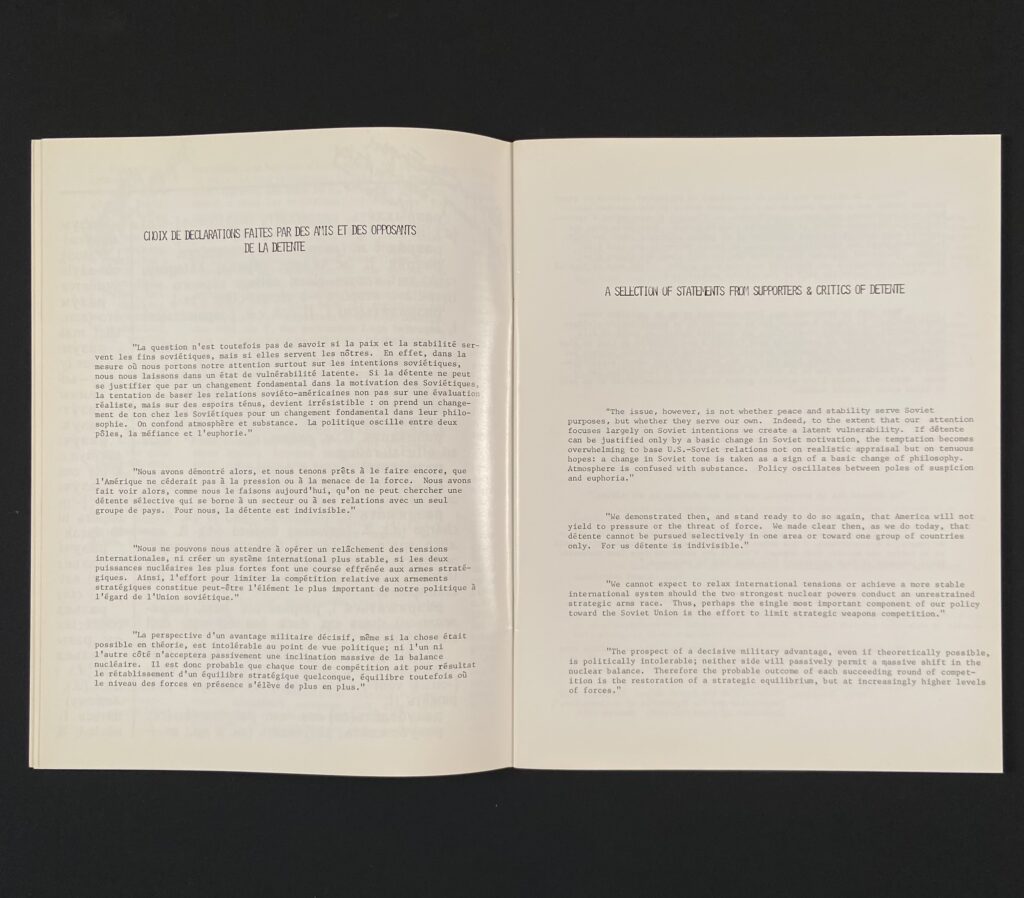 CHOIX DE DECLARATIONS FAITES PAR DES AMIS ET DES OPPOSANTS
DE LA DETENTE
"La question n'est toutefois pas de savoir si la paix et la stabilité ser-
vent les fins soviétiques, mais si elles servent les nôtres. En effet, dans la
mesure où nous portons notre attention surtout sur les intentions soviétiques,
nous nous laissons dans un état de vulnérabilité latente. Si la détente ne peut
se justifier que par un changement fondamental dans la motivation des Soviétiques,
la tentation de baser les relations soviéto-américaines non pas sur une évaluation
réaliste, mais sur des espoirs ténus, devient irrésistible : on prend un change-
ment de ton chez les Soviétiques pour un changement fondamental dans leur philo-
sophie. On confond atmosphère et substance. La politique oscille entre deux
pôles, la méfiance et l'euphorie."
"Nous avons démontré alors, et nous tenons prêts à le faire encore, que
l'Amérique ne céderait pas à la pression ou à la menace de la force. Nous avons
fait voir alors, comme nous le faisons aujourd'hui, qu'on ne peut chercher une
détente sélective qui se borne à un secteur ou à ses relations avec un seul
groupe de pays. Pour nous, la détente est indivisible."
"Nous ne pouvons nous attendre à opérer un relâchement des tensions
internationales, ni créer un système international plus stable, si les deux
puissances nucléaires les plus fortes font une course effrénée aux armes straté-
giques. Ainsi, l'effort pour limiter la compétition relative aux armements
stratégiques constitue peut-être l'élément le plus important de notre politique à
l'égard de l'Union soviétique."
"La perspective d'un avantage militaire décisif, même si la chose était
possible en théorie, est intolérable au point de vue politique; ni l'un ni
l'autre côté n'acceptera passivement une inclination massive de la balance
nucléaire. Il est donc probable que chaque tour de compétition ait pour résultat
le rétablissement d'un équilibre stratégique quelconque, équilibre toutefois où
le niveau des forces en présence s'élève de plus en plus."
A SELECTION OF STATEMENTS FROM SUPPORTERS & CRITICS OF DETENTE
"The issue, however, is not whether peace and stability serve Soviet
purposes, but whether they serve our own. Indeed, to the extent that our attention
focuses largely on Soviet intentions we create a latent vulnerability. If détente
can be justified only by a basic change in Soviet motivation, the temptation becomes
overwhelming to base U.S.-Soviet relations not on realistic appraisal but on tenuous
hopes: a change in Soviet tone is taken as a sign of a basic change of philosophy.
Atmosphere is confused with substance. Policy oscillates between poles of suspicion
and euphoria."
"We demonstrated then, and stand ready to do so again, that America will not
yield to pressure or the threat of force. We made clear then, as we do today, that
détente cannot be pursued selectively in one area or toward one group of countries
only. For us détente is indivisible."
"We cannot expect to relax international tensions or achieve a more stable
international system should the two strongest nuclear powers conduct an unrestrained
strategic arms race. Thus, perhaps the single most important component of our policy
toward the Soviet Union is the effort to limit strategic weapons competition."
"The prospect of a decisive military advantage, even if theoretically possible,
is politically intolerable; neither side will passively permit a massive shift in the
nuclear balance. Therefore the probable outcome of each succeeding round of compet-
ition is the restoration of a strategic equilibrium, but at increasingly higher levels
of forces."